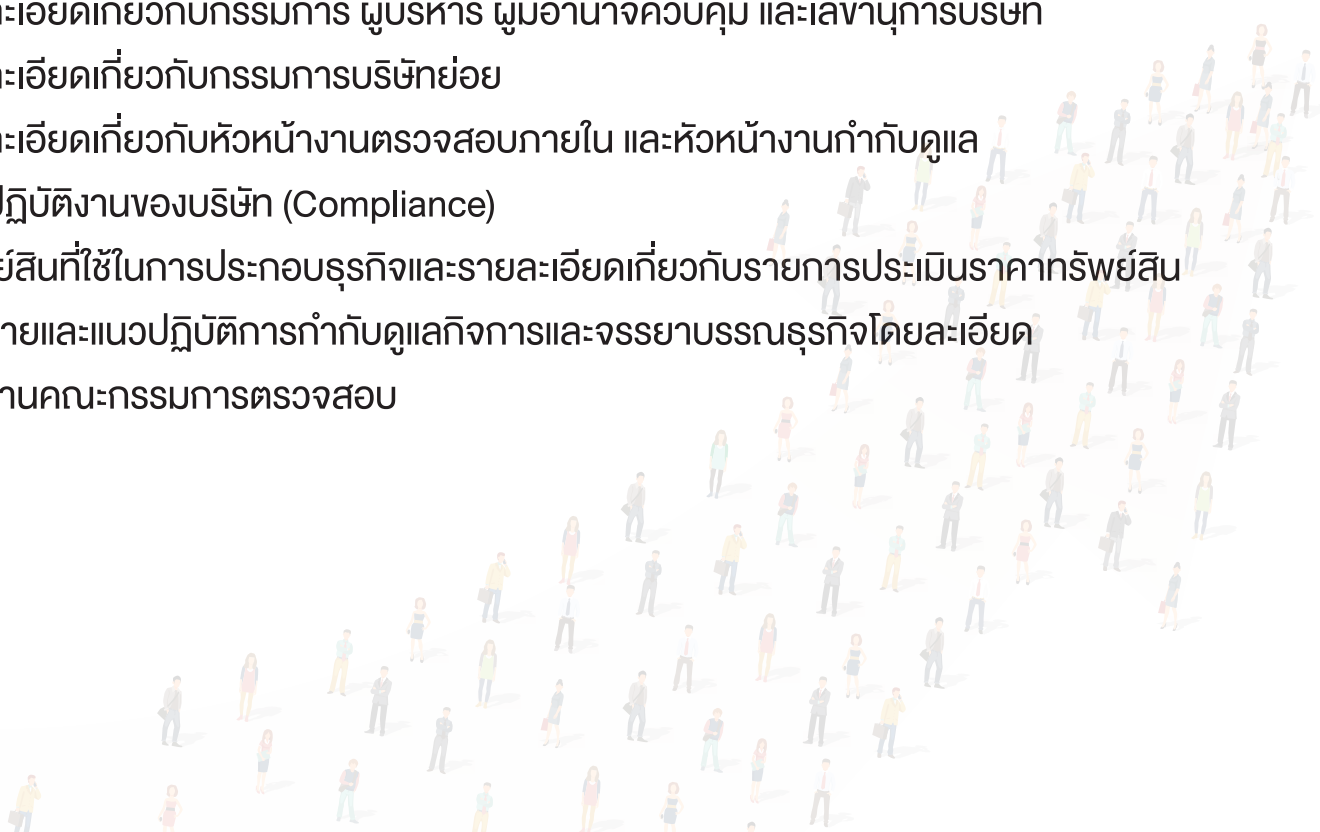 ละเอียดเกี่ยวกับกรรมการ ผู้บริหาร ผู้มีอำนาจควบคุม และเลขานุการบริษัท
ละเอียดเกี่ยวกับกรรมการบริษัทย่อย
ละเอียดเกี่ยวกับหัวหน้างานตรวจสอบภายใน และหัวหน้างานกำกับดูแล
ปฏิบัติงานของบริษัท (Compliance)
ย์สินที่ใช้ในการประกอบธุรกิจและรายละเอียดเกี่ยวกับรายการประเมินราคาทรัพย์สิน
ายและแนวปฏิบัติการกำกับดูแลกิจการและจรรยาบรรณธุรกิจโดยละเอียด
านคณะกรรมการตรวจสอบ